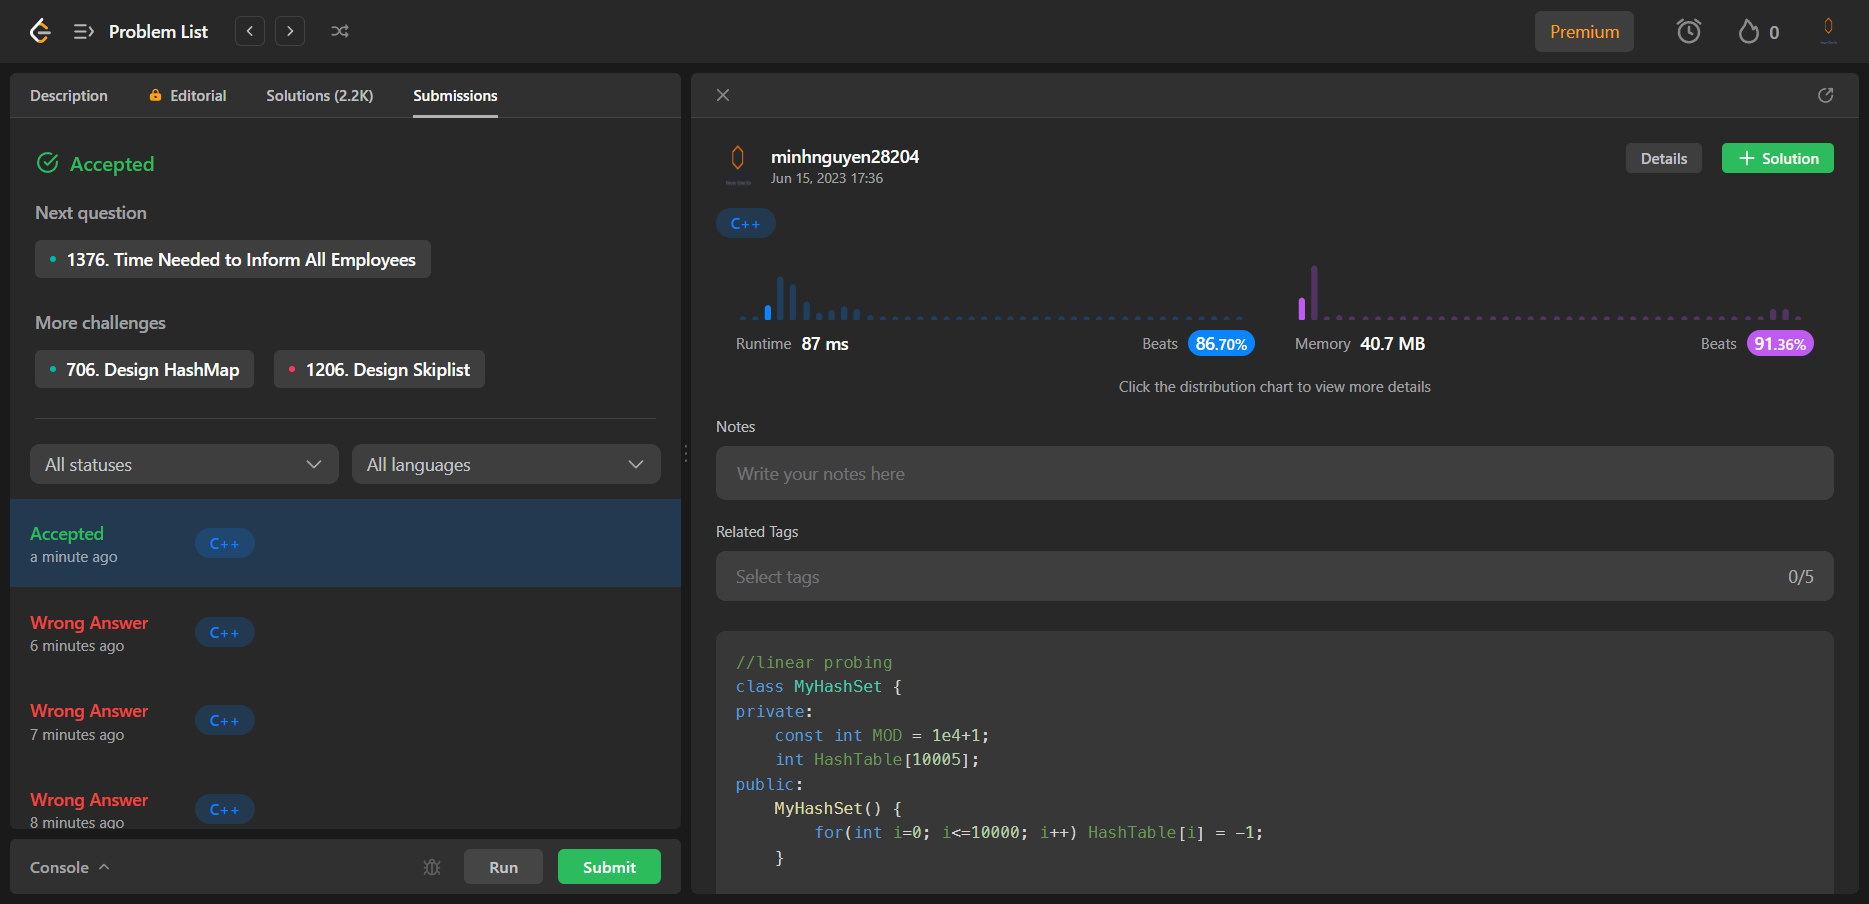 Problem List
Premium
0
Description
Editorial
Solutions (2.2K)
Submissions
Accepted
Next question
1376. Time Needed to Inform All Employees
More challenges
706. Design HashMap
1206. Design Skiplist
All statuses
All languages
Accepted
a minute ago
C++
Wrong Answer
6 minutes ago
C++
Wrong Answer
7 minutes ago
C++
Wrong Answer
8 minutes ago
C++
Console
Run
Submit
minhnguyen28204
Jun 15, 2023 17:36
Details
+ Solution
C++
Runtime 87 ms
Beats 86.70%
Memory 40.7 MB
Beats 91.36%
Click the distribution chart to view more details
Notes
Write your notes here
Related Tags
Select tags
0/5
//linear probing
class MyHashSet {
private:
    const int MOD = 1e4+1;
    int HashTable[10005];
public:
    MyHashSet() {
        for(int i=0; i<=10000; i++) HashTable[i] = -1;
    }